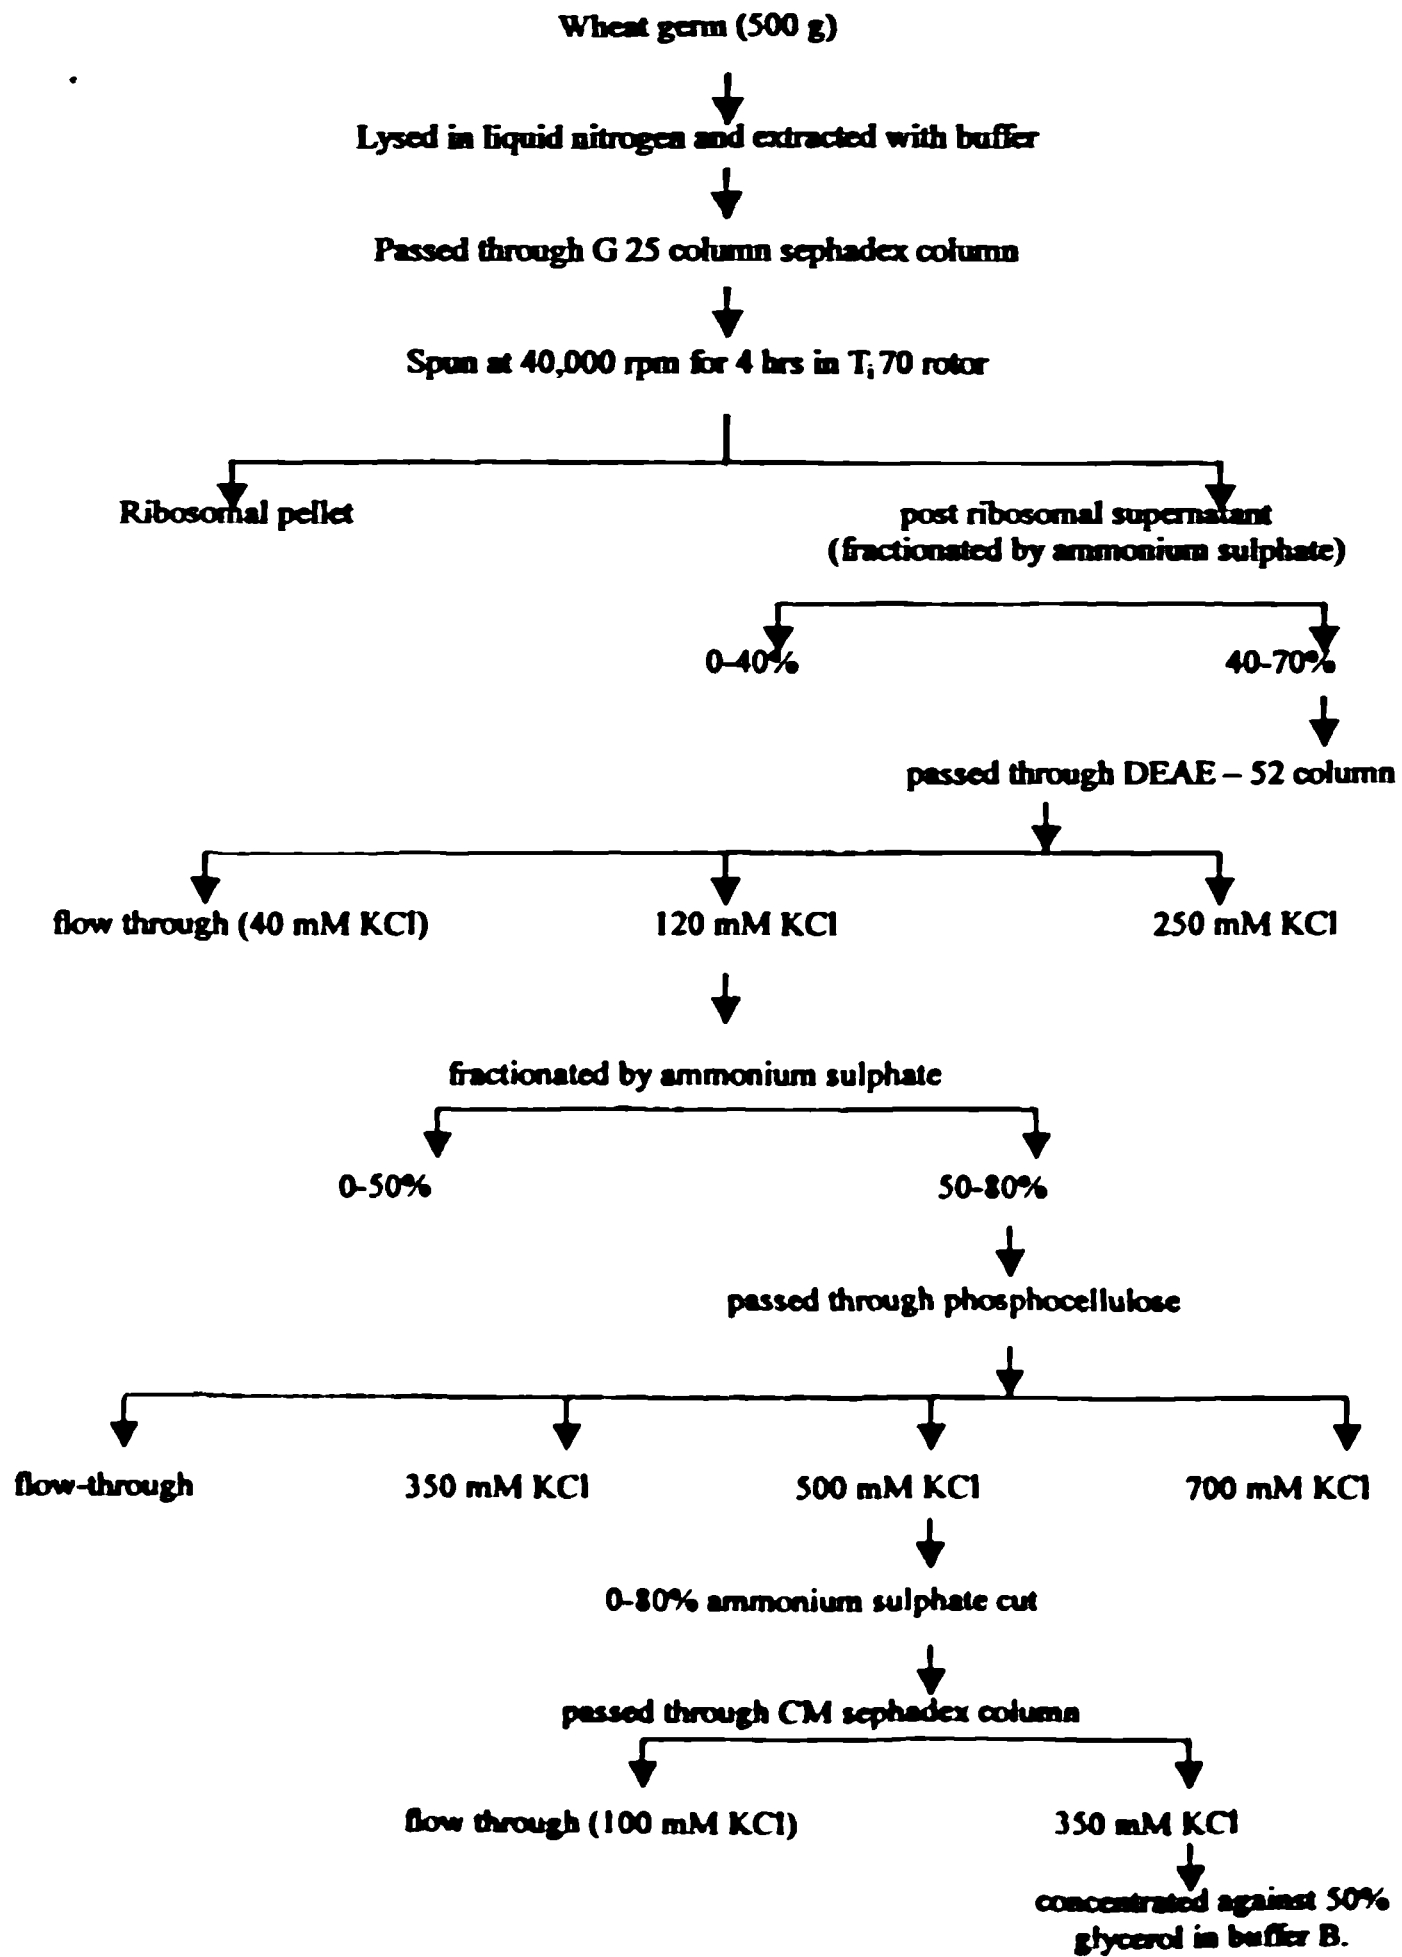 Wheat germ (500 g)
Lysed in liquid nitrogen and extracted with buffer
Passed through G 25 column sephadex column
Spun at 40,000 rpm for 4 hrs in Ti 70 rotor
Ribosomal pellet
post ribosomal supernatant
(fractionated by ammonium sulphate)
0-40%
40-70%
passed through DEAE – 52 column
flow through (40 mM KCl)
120 mM KCl
250 mM KCl
fractionated by ammonium sulphate
0-50%
50-80%
passed through phosphocellulose
flow-through
350 mM KCl
500 mM KCl
700 mM KCl
0-80% ammonium sulphate cut
passed through CM sephadex column
flow through (100 mM KCl)
350 mM KCl
concentrated against 50%
glycerol in buffer B.